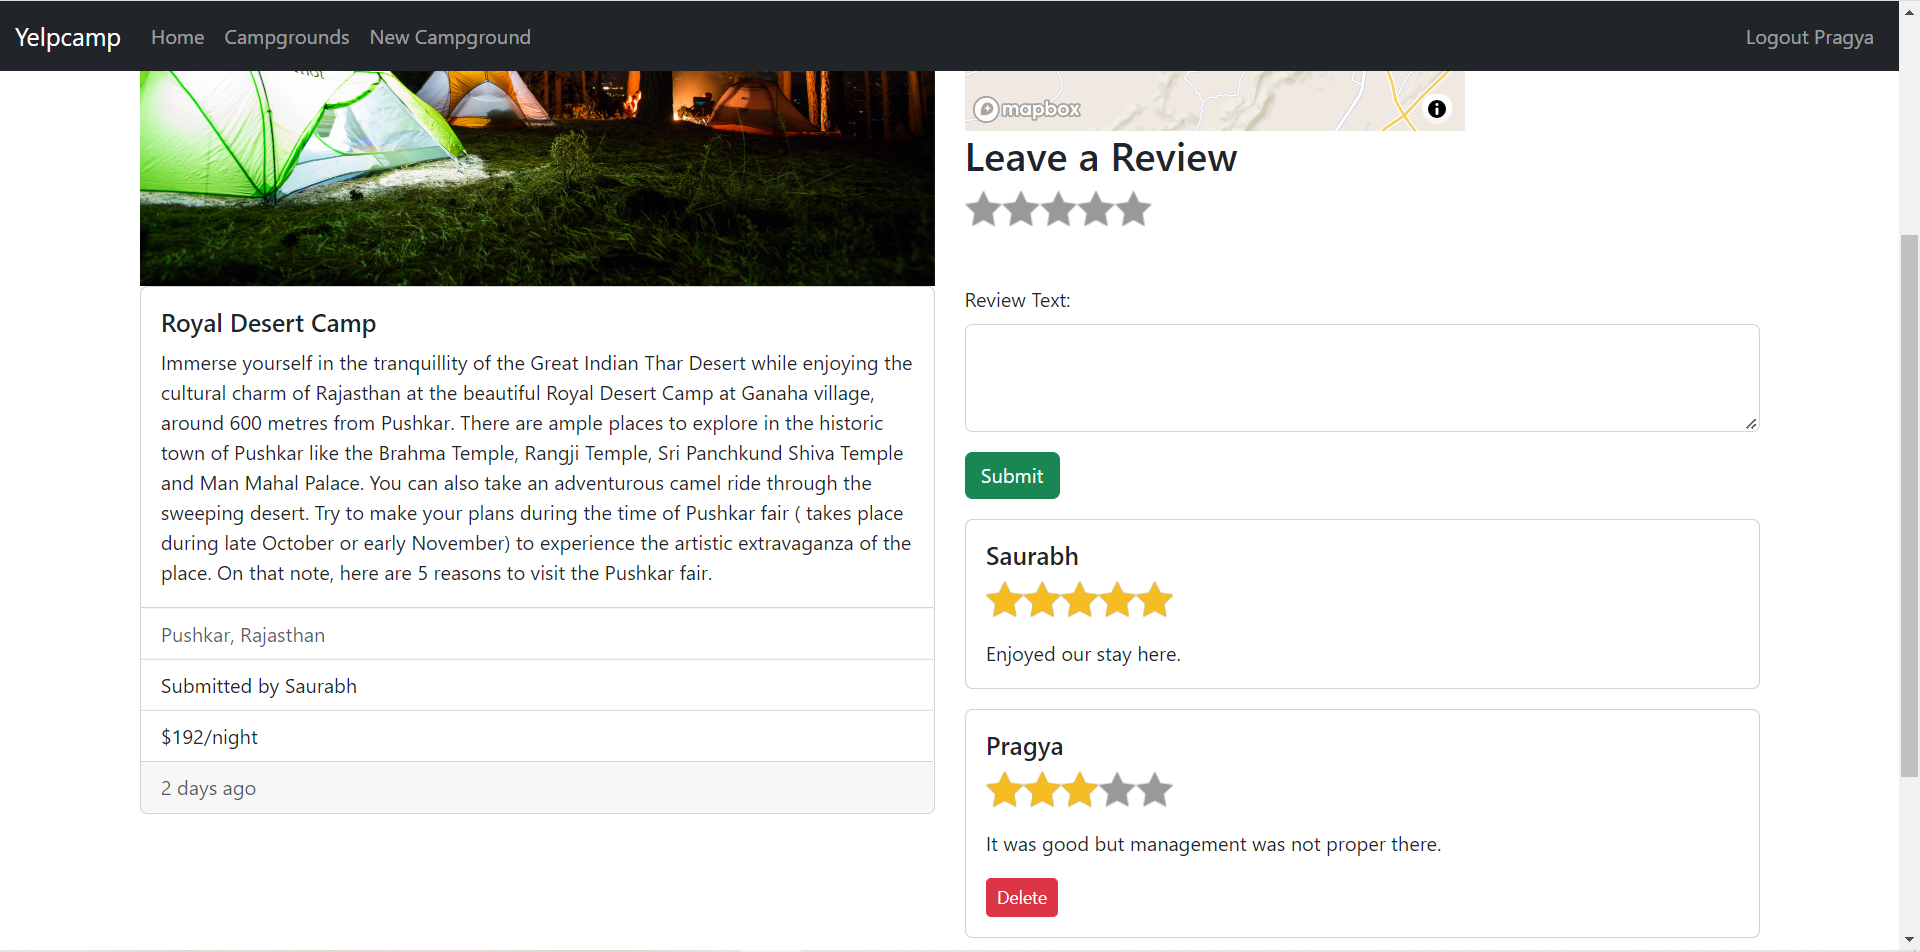 Yelpcamp Home Campgrounds New Campground Logout Pragya
mapbox
Royal Desert Camp
Immerse yourself in the tranquillity of the Great Indian Thar Desert while enjoying the
cultural charm of Rajasthan at the beautiful Royal Desert Camp at Ganaha village,
around 600 metres from Pushkar. There are ample places to explore in the historic
town of Pushkar like the Brahma Temple, Rangji Temple, Sri Panchkund Shiva Temple
and Man Mahal Palace. You can also take an adventurous camel ride through the
sweeping desert. Try to make your plans during the time of Pushkar fair ( takes place
during late October or early November) to experience the artistic extravaganza of the
place. On that note, here are 5 reasons to visit the Pushkar fair.
Pushkar, Rajasthan
Submitted by Saurabh
$192/night
2 days ago
Leave a Review
Review Text:
Submit
Saurabh
Enjoyed our stay here.
Pragya
It was good but management was not proper there.
Delete